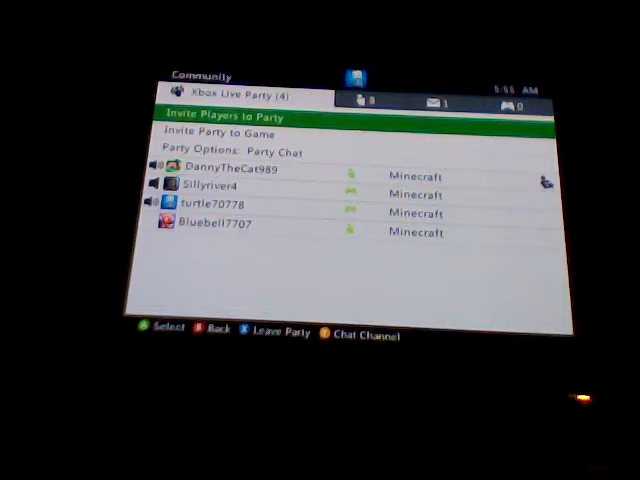 Community
5:55 AM
Xbox Live Party (4)
8
1
0
Invite Players to Party
Invite Party to Game
Party Options: Party Chat
DannyTheCat989 Minecraft
Sillyriver4 Minecraft
turtle70778 Minecraft
Bluebell7707 Minecraft
A Select B Back X Leave Party Y Chat Channel